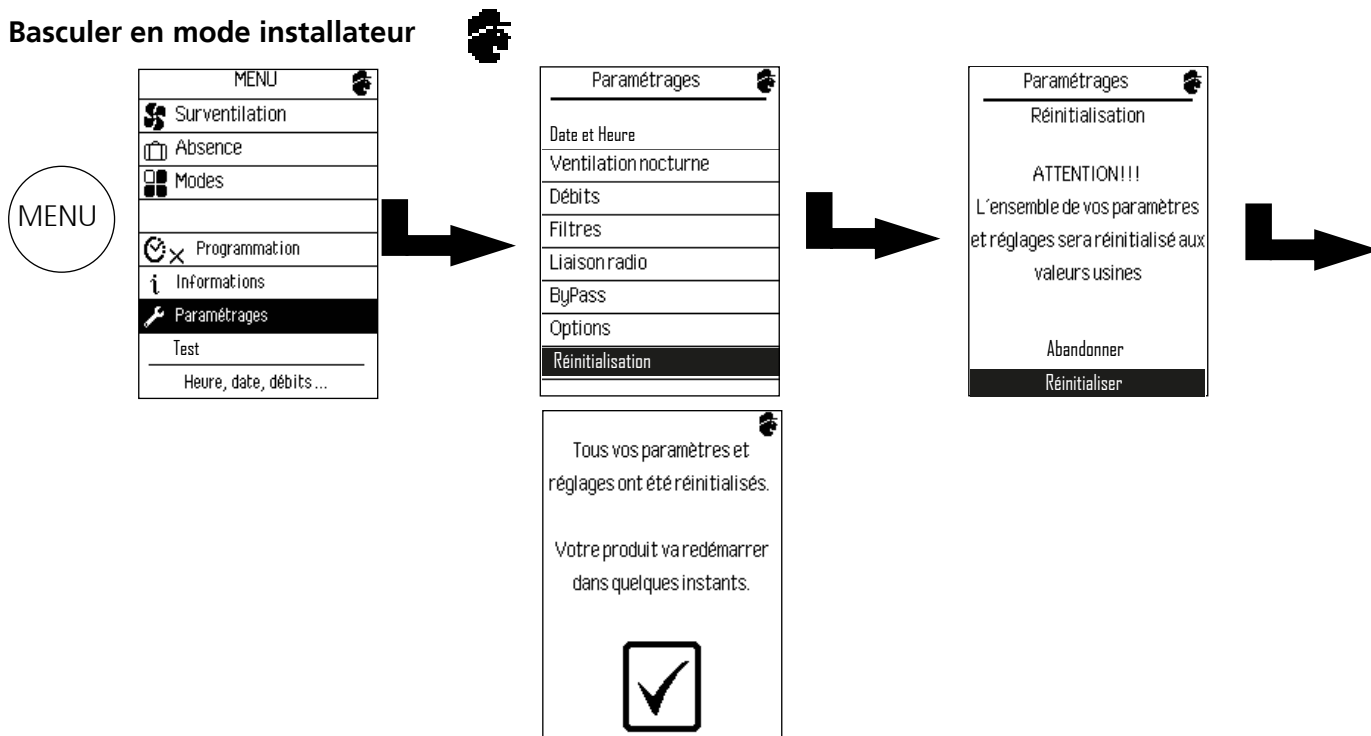 Basculer en mode installateur
MENU
MENU
Surventilation
Absence
Modes
Programmation
i Informations
Paramétrages
Test
Heure, date, débits ...
Paramétrages
Date et Heure
Ventilation nocturne
Débits
Filtres
Liaison radio
ByPass
Options
Réinitialisation
Paramétrages
Réinitialisation
ATTENTION!!!
L'ensemble de vos paramètres
et réglages sera réinitialisé aux
valeurs usines
Abandonner
Réinitialiser
Tous vos paramètres et
réglages ont été réinitialisés.
Votre produit va redémarrer
dans quelques instants.